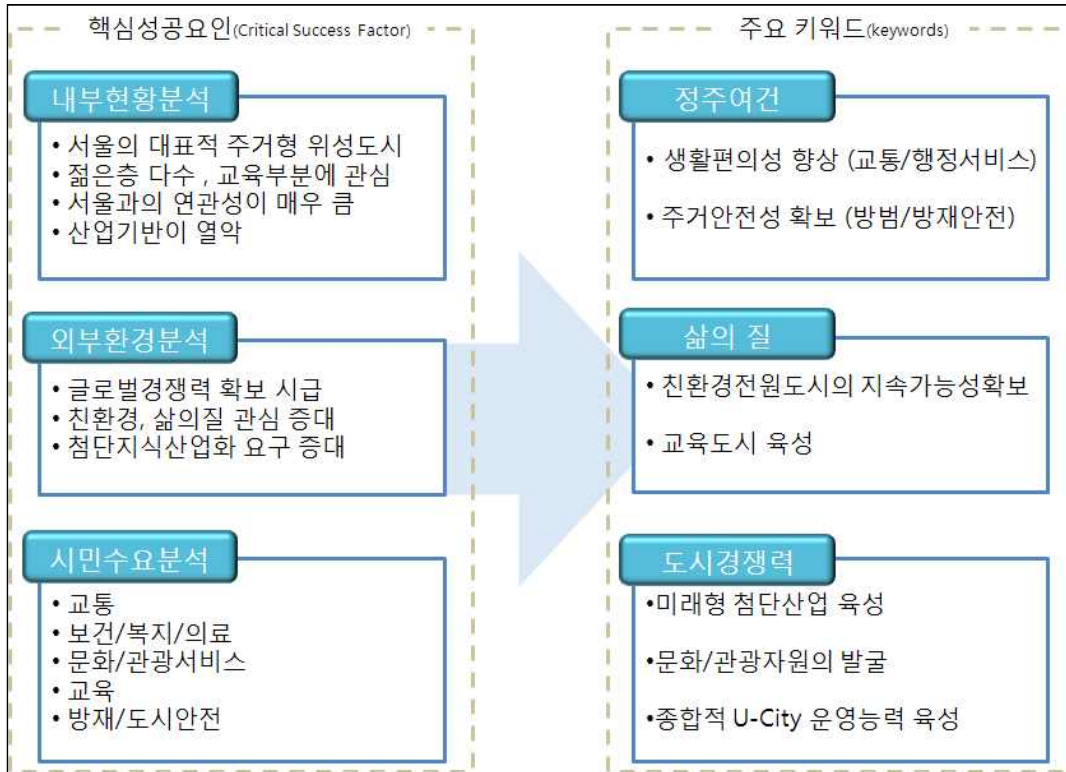 핵심성공요인(Critical Success Factor)
내부현황분석
• 서울의 대표적 주거형 위성도시
• 젊은층 다수 , 교육부분에 관심
• 서울과의 연관성이 매우 큼
• 산업기반이 열악
외부환경분석
• 글로벌경쟁력 확보 시급
• 친환경, 삶의질 관심 증대
• 첨단지식산업화 요구 증대
시민수요분석
• 교통
• 보건/복지/의료
• 문화/관광서비스
• 교육
• 방재/도시안전
주요 키워드(keywords)
정주여건
• 생활편의성 향상 (교통/행정서비스)
• 주거안전성 확보 (방범/방재안전)
삶의 질
• 친환경전원도시의 지속가능성확보
• 교육도시 육성
도시경쟁력
•미래형 첨단산업 육성
•문화/관광자원의 발굴
•종합적 U-City 운영능력 육성